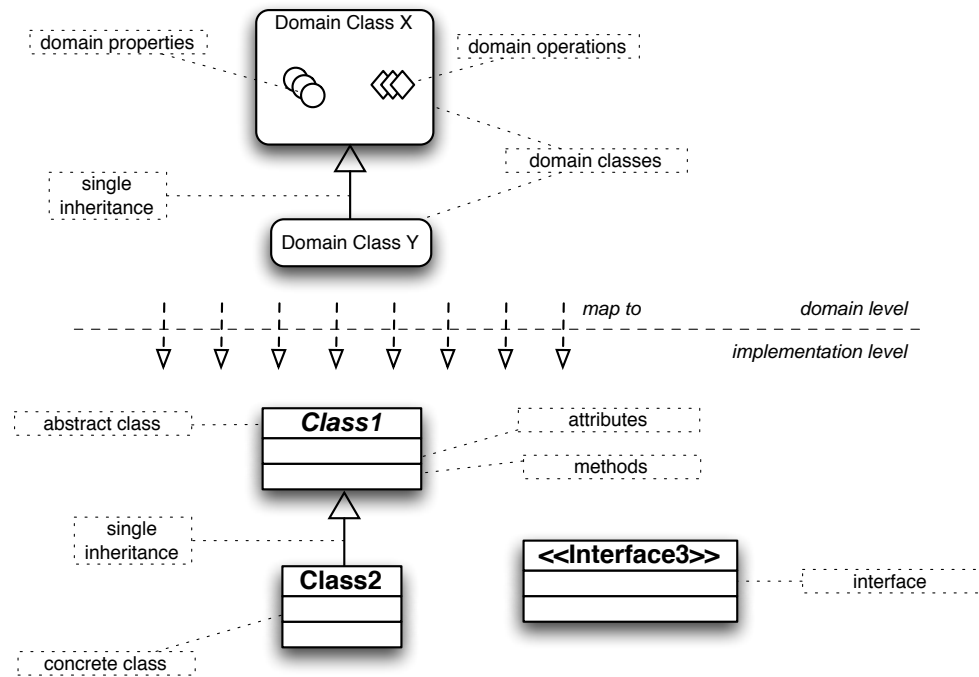 Domain Class X
domain properties
domain operations
domain classes
single
inheritance
Domain Class Y
map to
domain level
implementation level
abstract class
Class1
attributes
methods
single
inheritance
<<Interface3>>
Class2
interface
concrete class